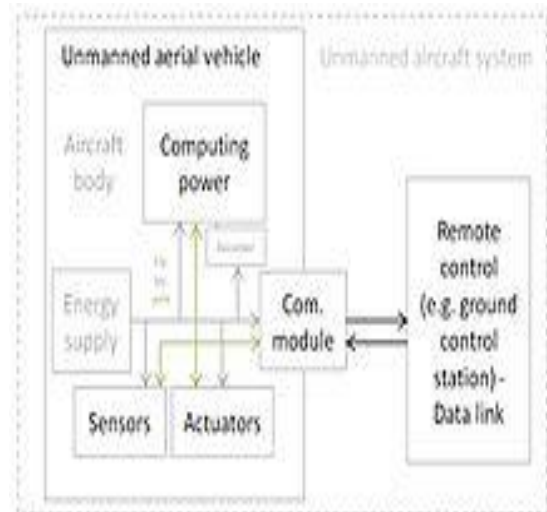 Unmanned aerial vehicle
Unmanned aircraft system
Aircraft
body
Computing
power
Energy
supply
Com.
module
Remote
control
(e.g. ground
control
station) -
Data link
Sensors
Actuators